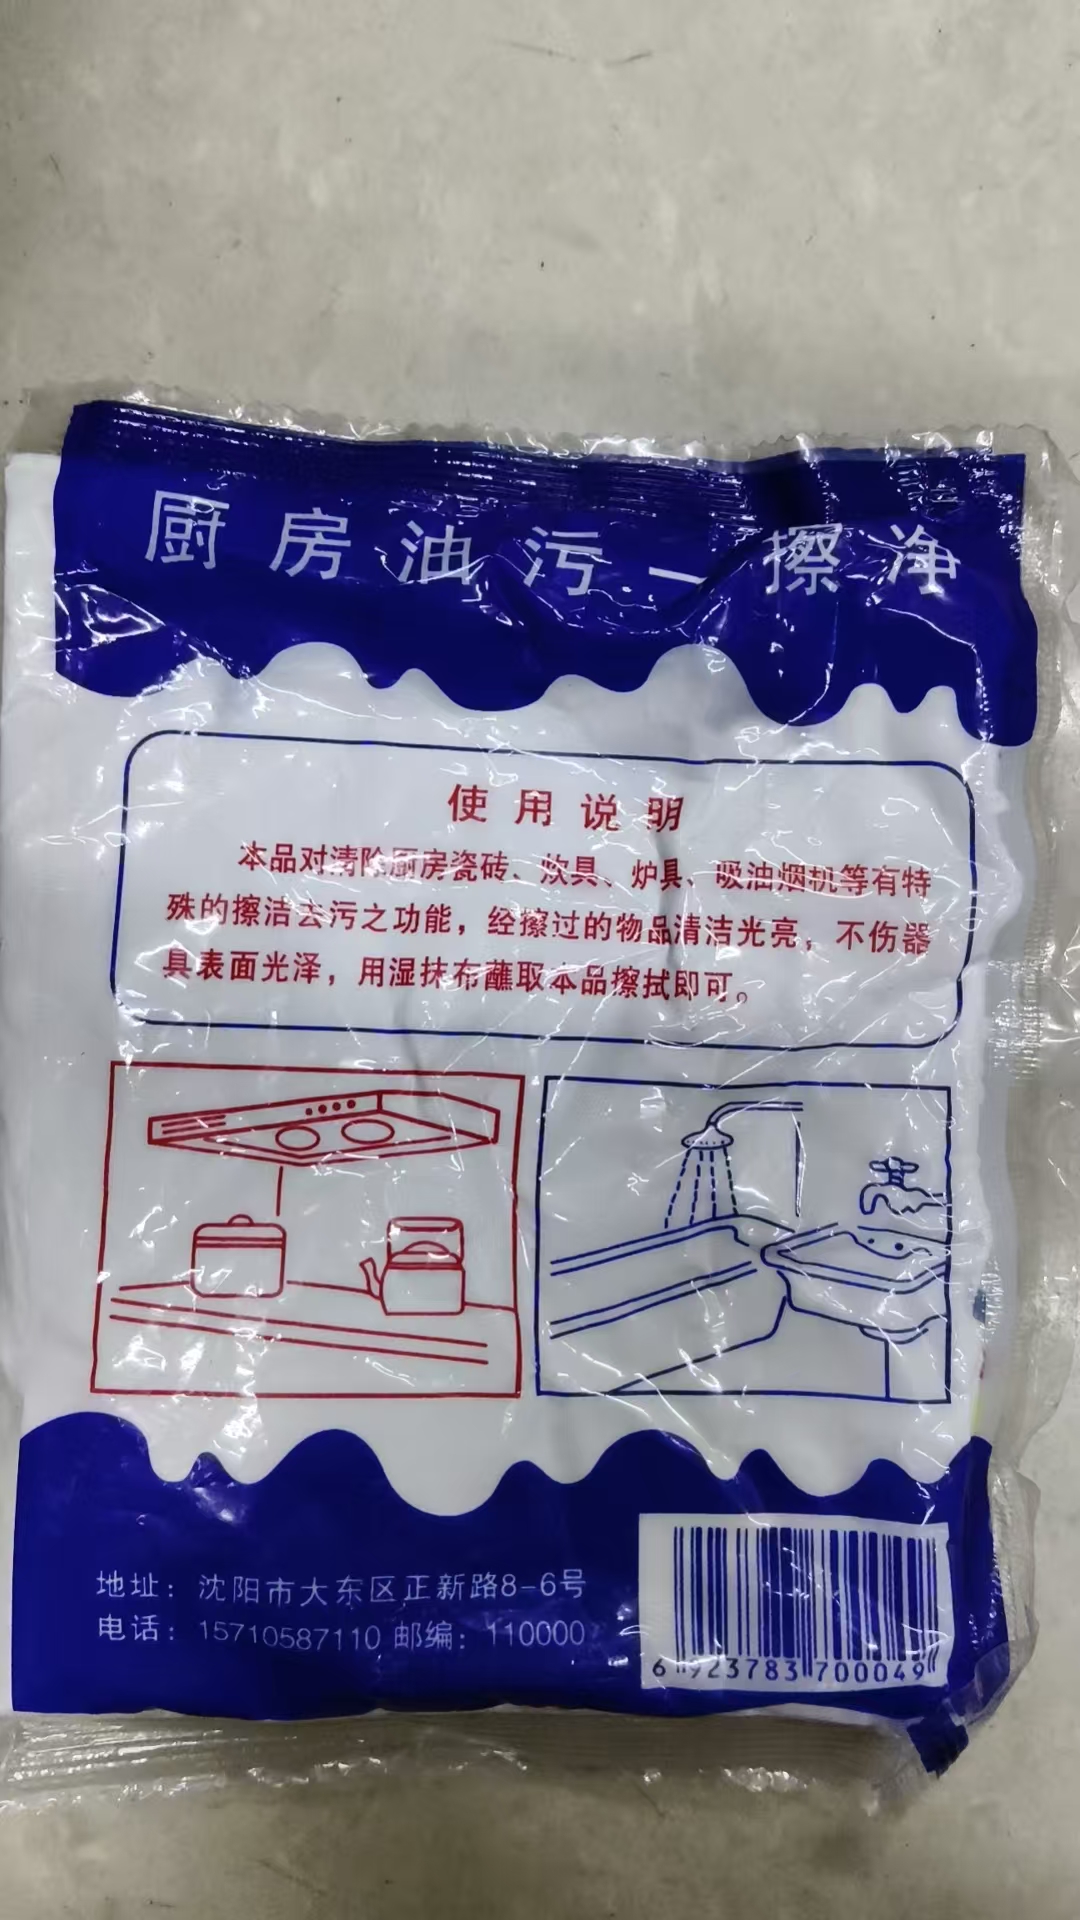 厨房油污一擦净
使用说明
本品对清除厨房瓷砖、炊具、炉具、吸油烟机等有特
殊的擦洁去污之功能，经擦过的物品清洁光亮，不伤器
具表面光泽，用湿抹布蘸取本品擦拭即可。
地址：沈阳市大东区正新路8-6号
电话：15710587110 邮编：110000
6 923783 700049